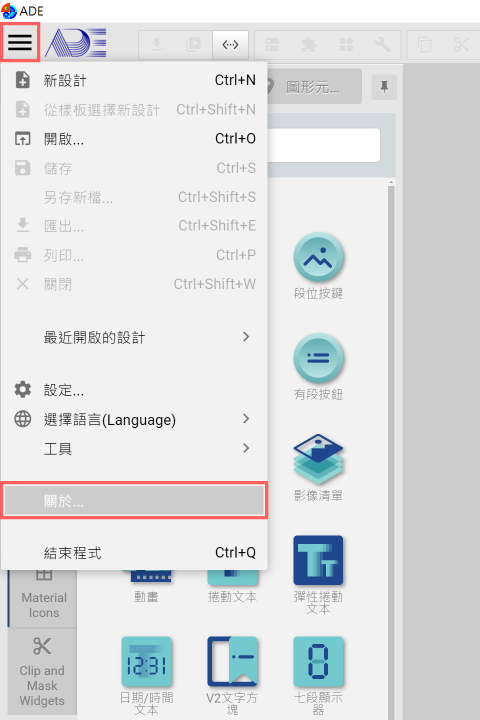 ADE
ADE
圖形元...
新設計 Ctrl+N
從樣板選擇新設計 Ctrl+Shift+N
開啟... Ctrl+O
儲存 Ctrl+S
另存新檔... Ctrl+Shift+S
匯出... Ctrl+Shift+E
列印... Ctrl+P
關閉 Ctrl+Shift+W
最近開啟的設計
設定...
選擇語言(Language)
工具
關於...
結束程式 Ctrl+Q
段位按鍵
有段按鈕
影像清單
Material
Icons
Clip and
Mask
Widgets
動畫
捲動文本
Tt
彈性捲動
文本
12:31
日期/時間
文本
V2文字方
塊
七段顯示
器